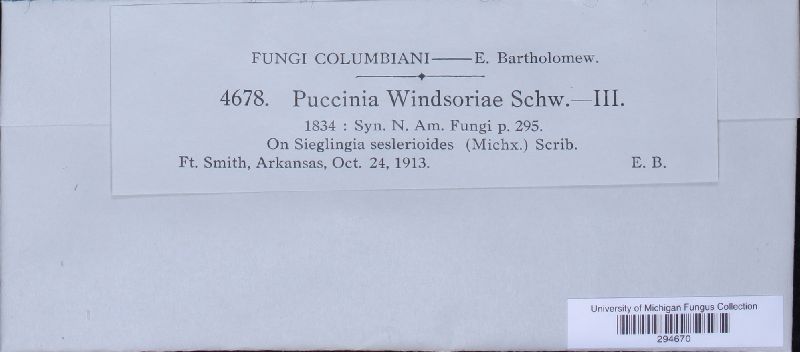 FUNGI COLUMBIANI——E. Bartholomew.
4678. Puccinia Windsoriae Schw.—III.
1834 : Syn. N. Am. Fungi p. 295.
On Sieglingia seslerioides (Michx.) Scrib.
Ft. Smith, Arkansas, Oct. 24, 1913. E. B.
University of Michigan Fungus Collection
294670